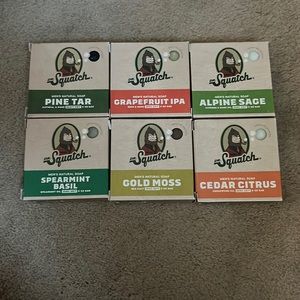 DR.
Squatch.
MEN'S NATURAL SOAP
PINE TAR
DR.
Squatch.
MEN'S NATURAL SOAP
GRAPEFRUIT IPA
DR.
Squatch.
MEN'S NATURAL SOAP
ALPINE SAGE
DR.
Squatch.
MEN'S NATURAL SOAP
SPEARMINT
BASIL
DR.
Squatch.
MEN'S NATURAL SOAP
GOLD MOSS
DR.
Squatch.
MEN'S NATURAL SOAP
CEDAR CITRUS